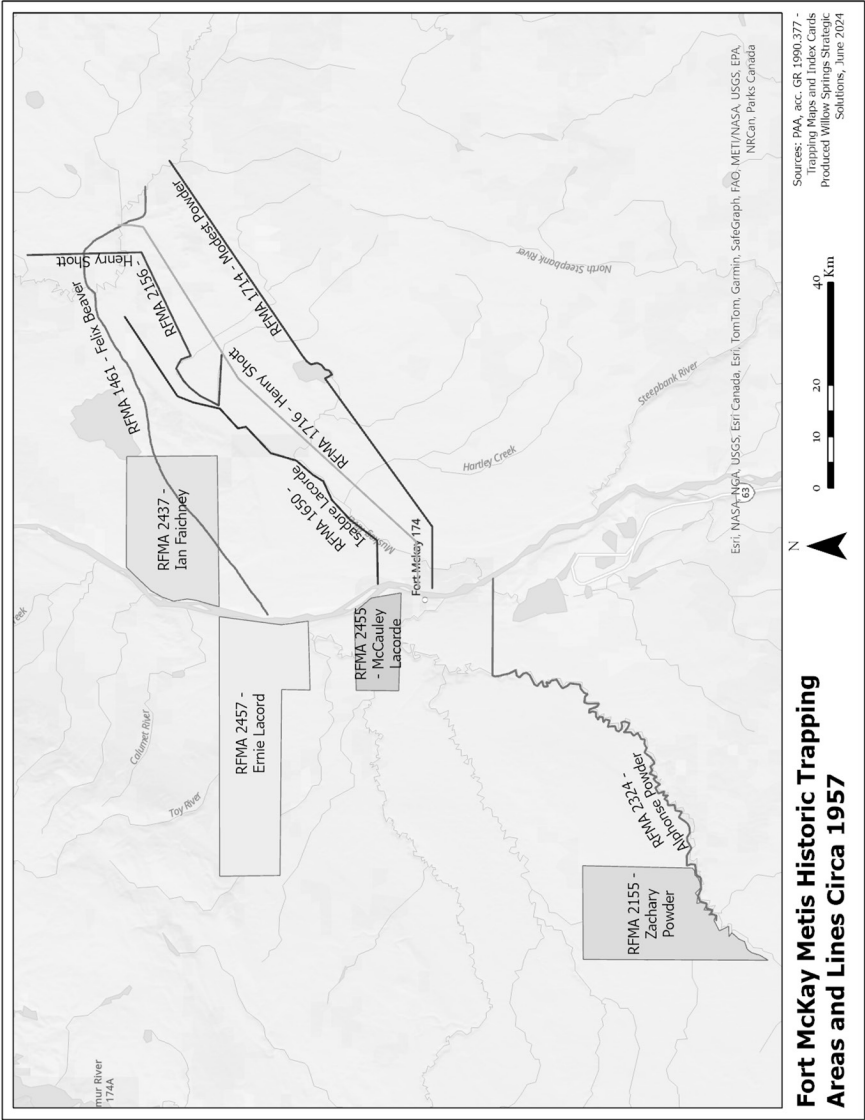 eek
mur River
174A
Henry Shott
RFMA 1461 - Felix Beaver
Calumet River
RFMA 2156 -
RFMA 2437 -
Ian Faichney
Toy River
RFMA 1714 - Modest Powder
RFMA 2457 -
Ernie Lacord
RFMA 1716 - Henry Shott
RFMA 1650 -
Isadore Lacorde
RFMA 2455
- McCauley
Lacorde
Fort McKay 174
Hartley Creek
North Steepbank River
Steepbank River
RFMA 2324 -
Alphonse Powder
RFMA 2155 -
Zachary
Powder
63
Esri, NASA, NGA, USGS, Esri Canada, Esri, TomTom, Garmin, SafeGraph, FAO, METI/NASA, USGS, EPA,
NRCan, Parks Canada
Fort McKay Metis Historic Trapping
Areas and Lines Circa 1957
N
0 10 20 40
Km
Sources: PAA, acc. GR 1990.377 -
Trapping Maps and Index Cards
Produced Willow Springs Strategic
Solutions, June 2024